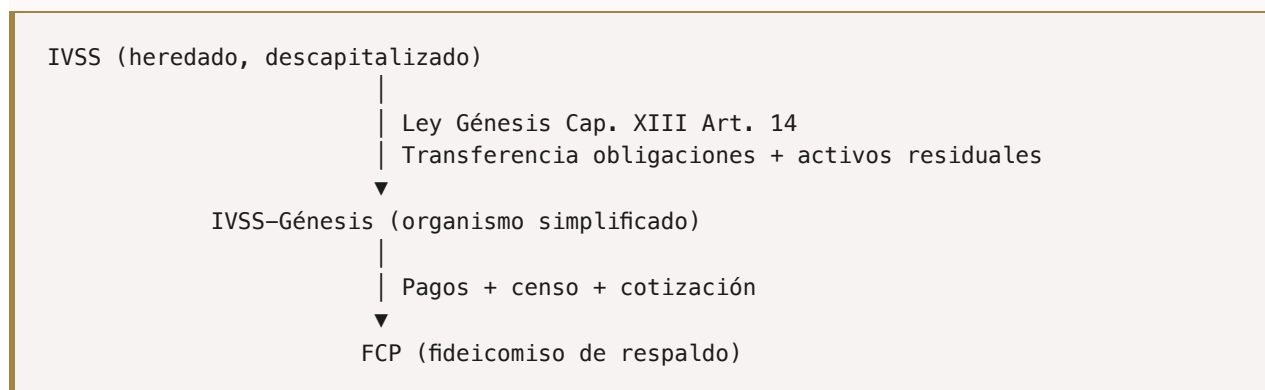 IVSS (heredado, descapitalizado)
Ley Génesis Cap. XIII Art. 14
Transferencia obligaciones + activos residuales
IVSS–Génesis (organismo simplificado)
Pagos + censo + cotización
FCP (fideicomiso de respaldo)